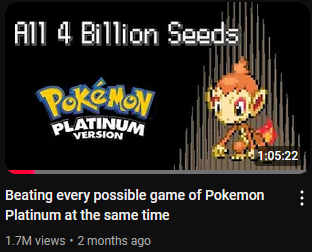 All 4 Billion Seeds
POKéMON
PLATINUM
VERSION
1:05:22
Beating every possible game of Pokemon
Platinum at the same time
1.7M views • 2 months ago